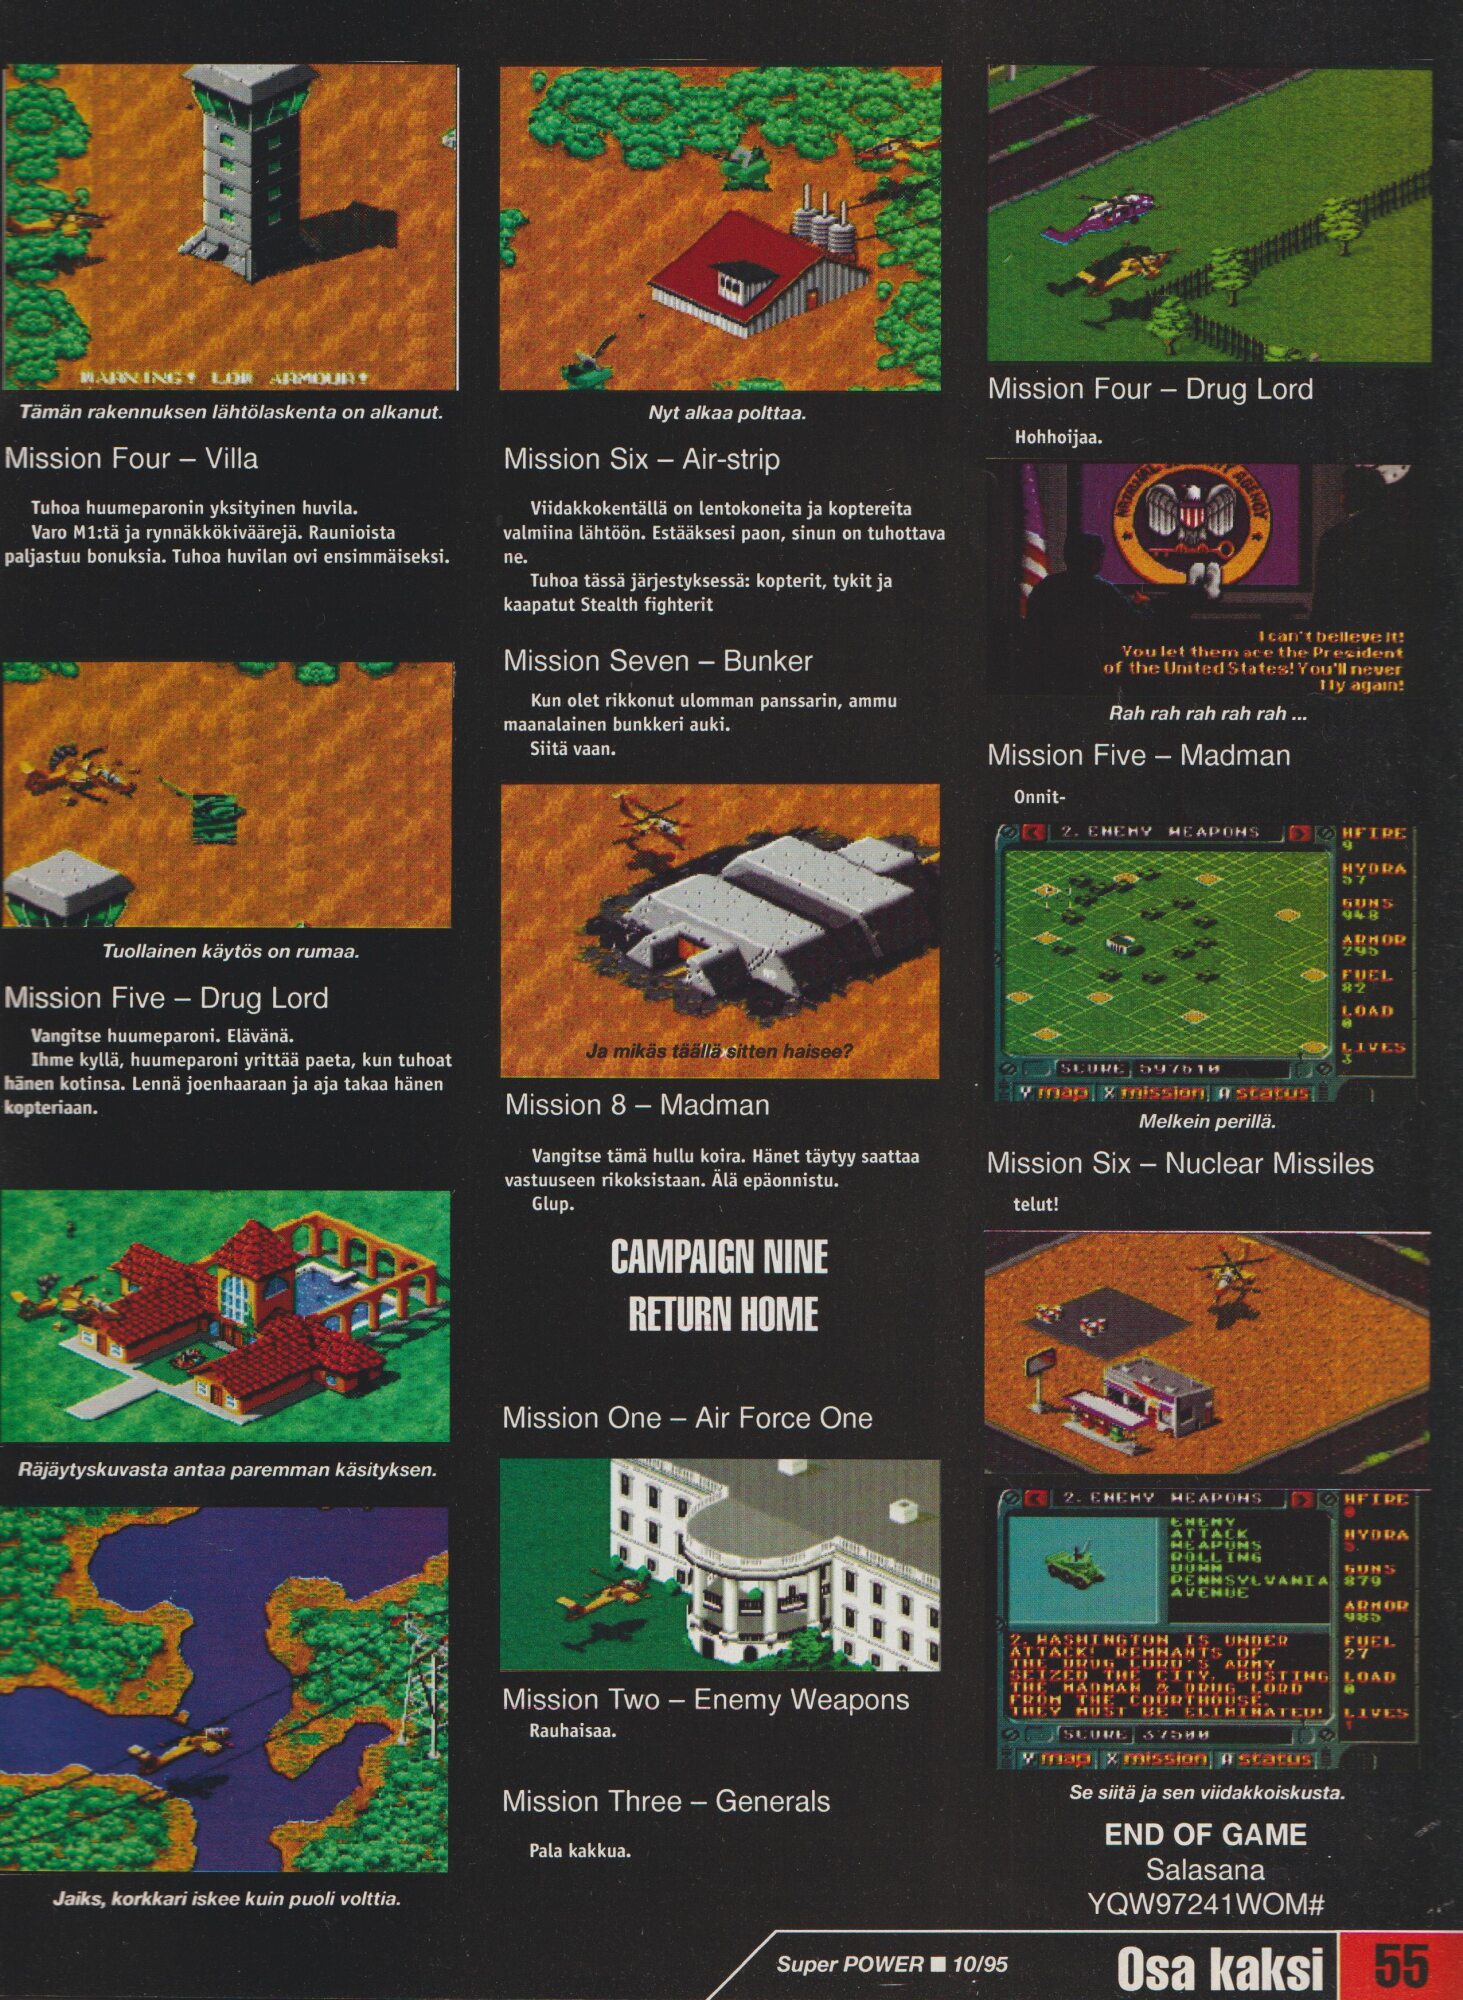 WARNING! LOW ARMOUR!
Tämän rakennuksen lähtölaskenta on alkanut.
Mission Four – Villa
Tuhoa huumeparonin yksityinen huvila.
Varo M1:tä ja rynnäkkökiväärejä. Raunioista
paljastuu bonuksia. Tuhoa huvilan ovi ensimmäiseksi.
Tuollainen käytös on rumaa.
Mission Five – Drug Lord
Vangitse huumeparoni. Elävänä.
Ihme kyllä, huumeparoni yrittää paeta, kun tuhoat
hänen kotinsa. Lennä joenhaaraan ja aja takaa hänen
kopteriaan.
Räjäytyskuvasta antaa paremman käsityksen.
Jaiks, korkkari iskee kuin puoli volttia.
Nyt alkaa polttaa.
Mission Six – Air-strip
Viidakkokentällä on lentokoneita ja koptereita
valmiina lähtöön. Estääksesi paon, sinun on tuhottava
ne.
Tuhoa tässä järjestyksessä: kopterit, tykit ja
kaapatut Stealth fighterit
Mission Seven – Bunker
Kun olet rikkonut ulomman panssarin, ammu
maanalainen bunkkeri auki.
Siitä vaan.
Ja mikäs täällä sitten haisee?
Mission 8 – Madman
Vangitse tämä hullu koira. Hänet täytyy saattaa
vastuuseen rikoksistaan. Älä epäonnistu.
Glup.
CAMPAIGN NINE
RETURN HOME
Mission One – Air Force One
Mission Two – Enemy Weapons
Rauhaisaa.
Mission Three – Generals
Pala kakkua.
Mission Four – Drug Lord
Hohhoijaa.
I can't believe it!
You let them ace the President
of the United States! You'll never
fly again!
Rah rah rah rah rah ...
Mission Five – Madman
Onnit-
2. ENEMY WEAPONS
HFIRE
9
HYDRA
57
GUNS
948
ARMOR
295
FUEL
82
LOAD
0
LIVES
3
SCORE 597610
Y map X mission A status
Melkein perillä.
Mission Six – Nuclear Missiles
telut!
2. ENEMY WEAPONS
ENEMY
ATTACK
WEAPONS
ROLLING
DOWN
PENNSYLVANIA
AVENUE
2. WASHINGTON IS UNDER
ATTACK! REMNANTS OF
THE DRUG LORD'S ARMY
SEIZED THE CITY, BUSTING
THE MADMAN & DRUG LORD
FROM THE COURTHOUSE.
THEY MUST BE ELIMINATED!
HFIRE
0
HYDRA
5
GUNS
879
ARMOR
985
FUEL
27
LOAD
0
LIVES
1
SCORE 37500
Y map X mission A status
Se siitä ja sen viidakkoiskusta.
END OF GAME
Salasana
YQW97241WOM#
Super POWER ■ 10/95
Osa kaksi
55